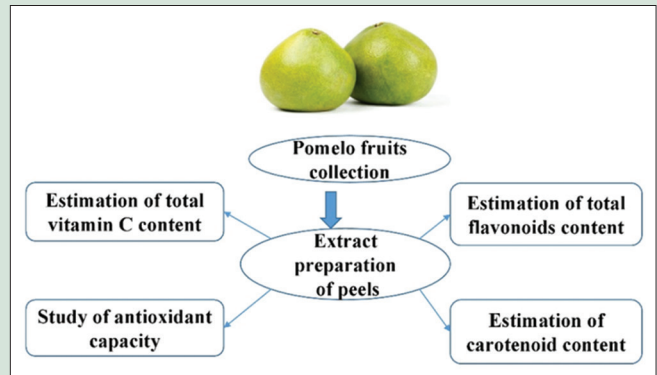 Pomelo fruits
collection
Estimation of total
vitamin C content
Estimation of total
flavonoids content
Extract
preparation
of peels
Study of antioxidant
capacity
Estimation of
carotenoid content